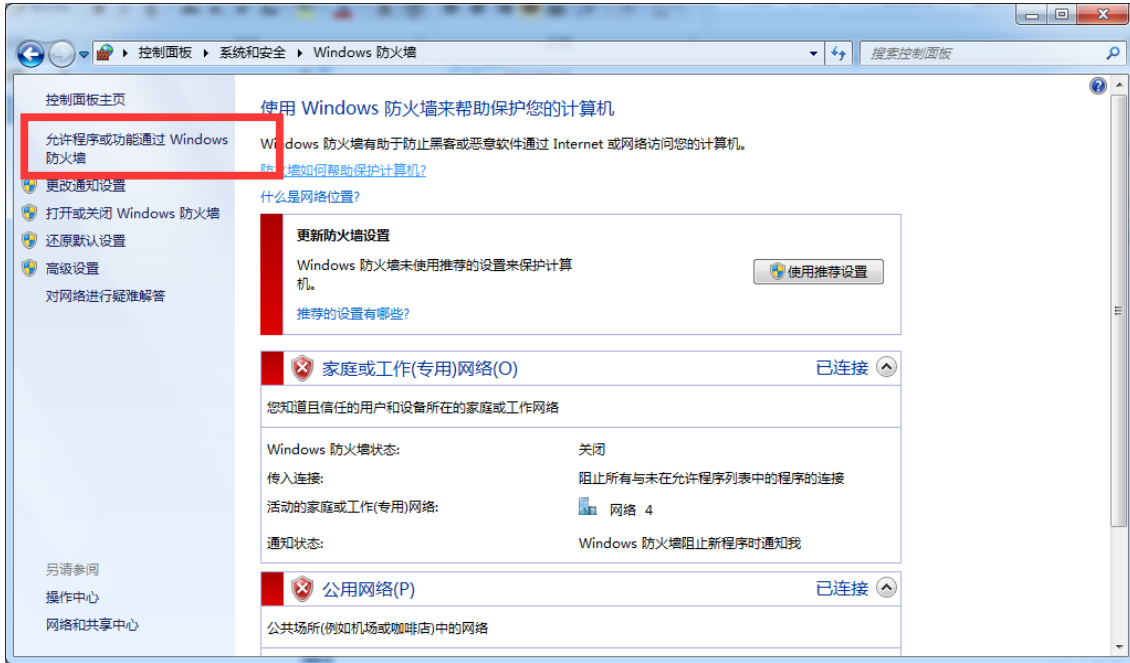 控制面板 系统和安全 Windows 防火墙
搜索控制面板
控制面板主页
允许程序或功能通过 Windows
防火墙
更改通知设置
打开或关闭 Windows 防火墙
还原默认设置
高级设置
对网络进行疑难解答
另请参阅
操作中心
网络和共享中心
使用 Windows 防火墙来帮助保护您的计算机
Windows 防火墙有助于防止黑客或恶意软件通过 Internet 或网络访问您的计算机。
防火墙如何帮助保护计算机?
什么是网络位置?
更新防火墙设置
Windows 防火墙未使用推荐的设置来保护计算
机。
使用推荐设置
推荐的设置有哪些?
家庭或工作(专用)网络(O) 已连接
您知道且信任的用户和设备所在的家庭或工作网络
Windows 防火墙状态: 关闭
传入连接: 阻止所有与未在允许程序列表中的程序的连接
活动的家庭或工作(专用)网络: 网络 4
通知状态: Windows 防火墙阻止新程序时通知我
公用网络(P) 已连接
公共场所(例如机场或咖啡店)中的网络